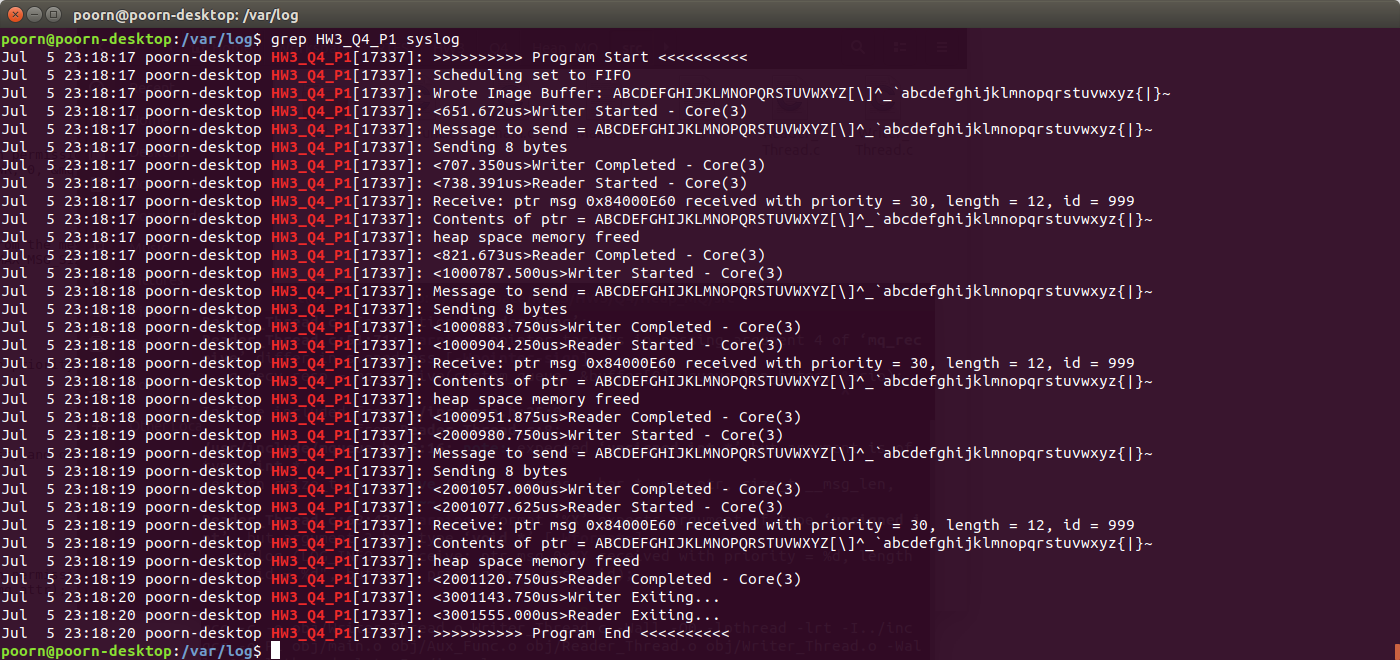 poorn@poorn-desktop: /var/log
poorn@poorn-desktop:/var/log$ grep HW3_Q4_P1 syslog
Jul  5 23:18:17 poorn-desktop HW3_Q4_P1[17337]: >>>>>>>>>> Program Start <<<<<<<<<<
Jul  5 23:18:17 poorn-desktop HW3_Q4_P1[17337]: Scheduling set to FIFO
Jul  5 23:18:17 poorn-desktop HW3_Q4_P1[17337]: Wrote Image Buffer: ABCDEFGHIJKLMNOPQRSTUVWXYZ[\]^_`abcdefghijklmnopqrstuvwxyz{|}~
Jul  5 23:18:17 poorn-desktop HW3_Q4_P1[17337]: <651.672us>Writer Started - Core(3)
Jul  5 23:18:17 poorn-desktop HW3_Q4_P1[17337]: Message to send = ABCDEFGHIJKLMNOPQRSTUVWXYZ[\]^_`abcdefghijklmnopqrstuvwxyz{|}~
Jul  5 23:18:17 poorn-desktop HW3_Q4_P1[17337]: Sending 8 bytes
Jul  5 23:18:17 poorn-desktop HW3_Q4_P1[17337]: <707.350us>Writer Completed - Core(3)
Jul  5 23:18:17 poorn-desktop HW3_Q4_P1[17337]: <738.391us>Reader Started - Core(3)
Jul  5 23:18:17 poorn-desktop HW3_Q4_P1[17337]: Receive: ptr msg 0x84000E60 received with priority = 30, length = 12, id = 999
Jul  5 23:18:17 poorn-desktop HW3_Q4_P1[17337]: Contents of ptr = ABCDEFGHIJKLMNOPQRSTUVWXYZ[\]^_`abcdefghijklmnopqrstuvwxyz{|}~
Jul  5 23:18:17 poorn-desktop HW3_Q4_P1[17337]: heap space memory freed
Jul  5 23:18:17 poorn-desktop HW3_Q4_P1[17337]: <821.673us>Reader Completed - Core(3)
Jul  5 23:18:18 poorn-desktop HW3_Q4_P1[17337]: <1000787.500us>Writer Started - Core(3)
Jul  5 23:18:18 poorn-desktop HW3_Q4_P1[17337]: Message to send = ABCDEFGHIJKLMNOPQRSTUVWXYZ[\]^_`abcdefghijklmnopqrstuvwxyz{|}~
Jul  5 23:18:18 poorn-desktop HW3_Q4_P1[17337]: Sending 8 bytes
Jul  5 23:18:18 poorn-desktop HW3_Q4_P1[17337]: <1000883.750us>Writer Completed - Core(3)
Jul  5 23:18:18 poorn-desktop HW3_Q4_P1[17337]: <1000904.250us>Reader Started - Core(3)
Jul  5 23:18:18 poorn-desktop HW3_Q4_P1[17337]: Receive: ptr msg 0x84000E60 received with priority = 30, length = 12, id = 999
Jul  5 23:18:18 poorn-desktop HW3_Q4_P1[17337]: Contents of ptr = ABCDEFGHIJKLMNOPQRSTUVWXYZ[\]^_`abcdefghijklmnopqrstuvwxyz{|}~
Jul  5 23:18:18 poorn-desktop HW3_Q4_P1[17337]: heap space memory freed
Jul  5 23:18:18 poorn-desktop HW3_Q4_P1[17337]: <1000951.875us>Reader Completed - Core(3)
Jul  5 23:18:19 poorn-desktop HW3_Q4_P1[17337]: <2000980.750us>Writer Started - Core(3)
Jul  5 23:18:19 poorn-desktop HW3_Q4_P1[17337]: Message to send = ABCDEFGHIJKLMNOPQRSTUVWXYZ[\]^_`abcdefghijklmnopqrstuvwxyz{|}~
Jul  5 23:18:19 poorn-desktop HW3_Q4_P1[17337]: Sending 8 bytes
Jul  5 23:18:19 poorn-desktop HW3_Q4_P1[17337]: <2001057.000us>Writer Completed - Core(3)
Jul  5 23:18:19 poorn-desktop HW3_Q4_P1[17337]: <2001077.625us>Reader Started - Core(3)
Jul  5 23:18:19 poorn-desktop HW3_Q4_P1[17337]: Receive: ptr msg 0x84000E60 received with priority = 30, length = 12, id = 999
Jul  5 23:18:19 poorn-desktop HW3_Q4_P1[17337]: Contents of ptr = ABCDEFGHIJKLMNOPQRSTUVWXYZ[\]^_`abcdefghijklmnopqrstuvwxyz{|}~
Jul  5 23:18:19 poorn-desktop HW3_Q4_P1[17337]: heap space memory freed
Jul  5 23:18:19 poorn-desktop HW3_Q4_P1[17337]: <2001120.750us>Reader Completed - Core(3)
Jul  5 23:18:20 poorn-desktop HW3_Q4_P1[17337]: <3001143.750us>Writer Exiting...
Jul  5 23:18:20 poorn-desktop HW3_Q4_P1[17337]: <3001555.000us>Reader Exiting...
Jul  5 23:18:20 poorn-desktop HW3_Q4_P1[17337]: >>>>>>>>>> Program End <<<<<<<<<<
poorn@poorn-desktop:/var/log$